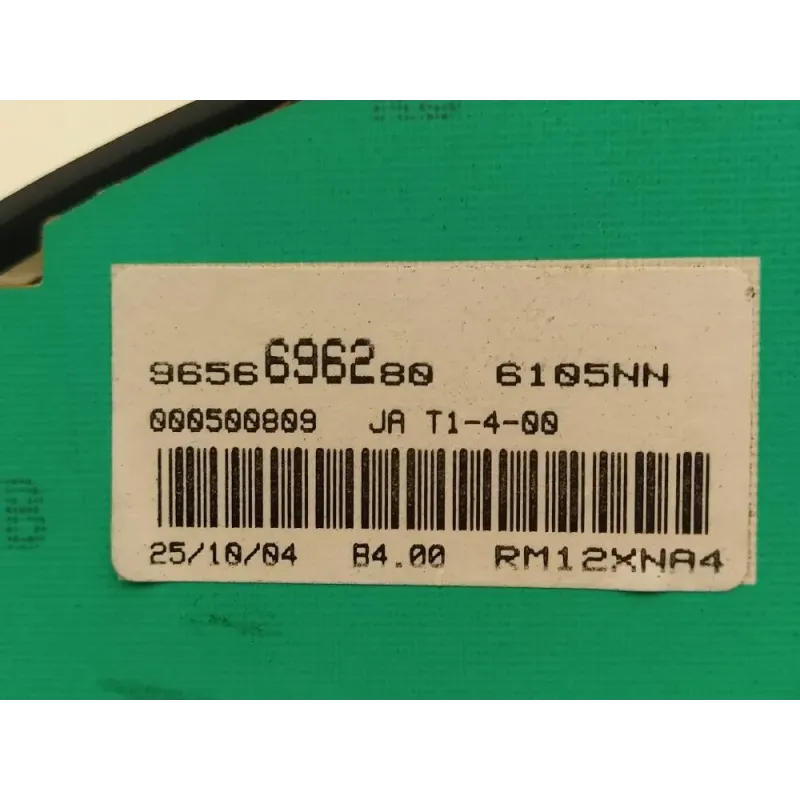 9656696280 6105NN
000500809 JA T1-4-00
25/10/04 B4.00 RM12XNA4